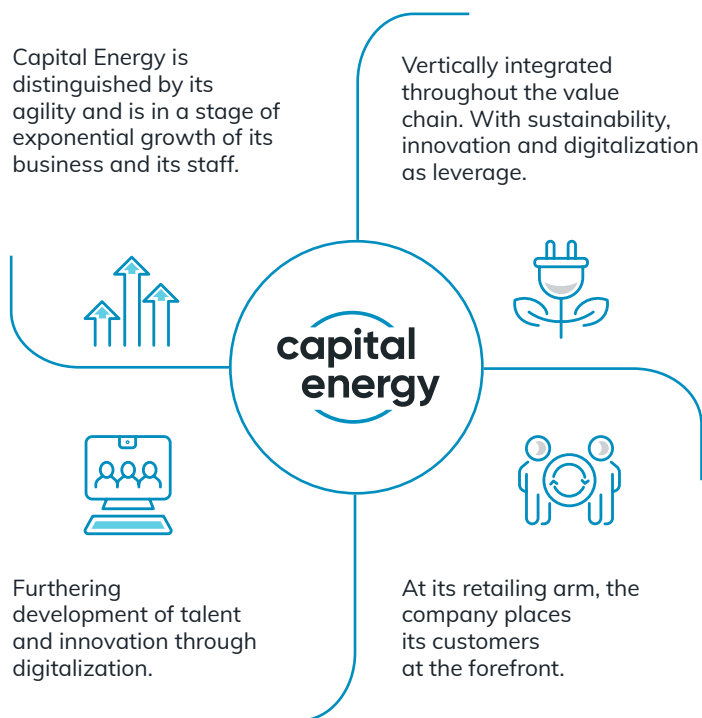 Capital Energy is
distinguished by its
agility and is in a stage of
exponential growth of its
business and its staff.
Vertically integrated
throughout the value
chain. With sustainability,
innovation and digitalization
as leverage.
capital
energy
Furthering
development of talent
and innovation through
digitalization.
At its retailing arm, the
company places
its customers
at the forefront.